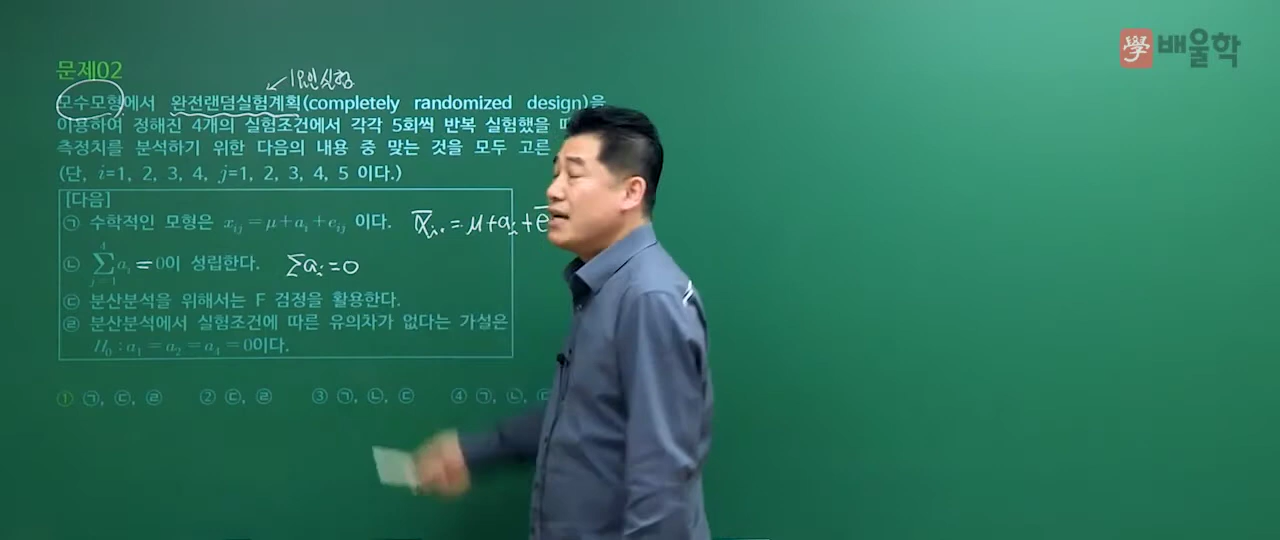 學 배울학
문제02
1요인실험
모수모형에서 완전랜덤실험계획(completely randomized design)을
이용하여 정해진 4개의 실험조건에서 각각 5회씩 반복 실험했을
측정치를 분석하기 위한 다음의 내용 중 맞는 것을 모두 고른
(단, i=1, 2, 3, 4, j=1, 2, 3, 4, 5 이다.)
[다음]
㉠ 수학적인 모형은 x_{ij}=μ+a_i+e_{ij} 이다. x̄_{i.}=μ+a_i+e̅
㉡ \sum_{j=1}^{4} a_i=0이 성립한다. Σa_i=0
㉢ 분산분석을 위해서는 F 검정을 활용한다.
㉣ 분산분석에서 실험조건에 따른 유의차가 없다는 가설은
H_0 : a_1=a_2=a_4=0이다.
① ㉠, ㉢, ㉣ ② ㉢, ㉣ ③ ㉠, ㉡, ㉢ ④ ㉠, ㉡, ㉢